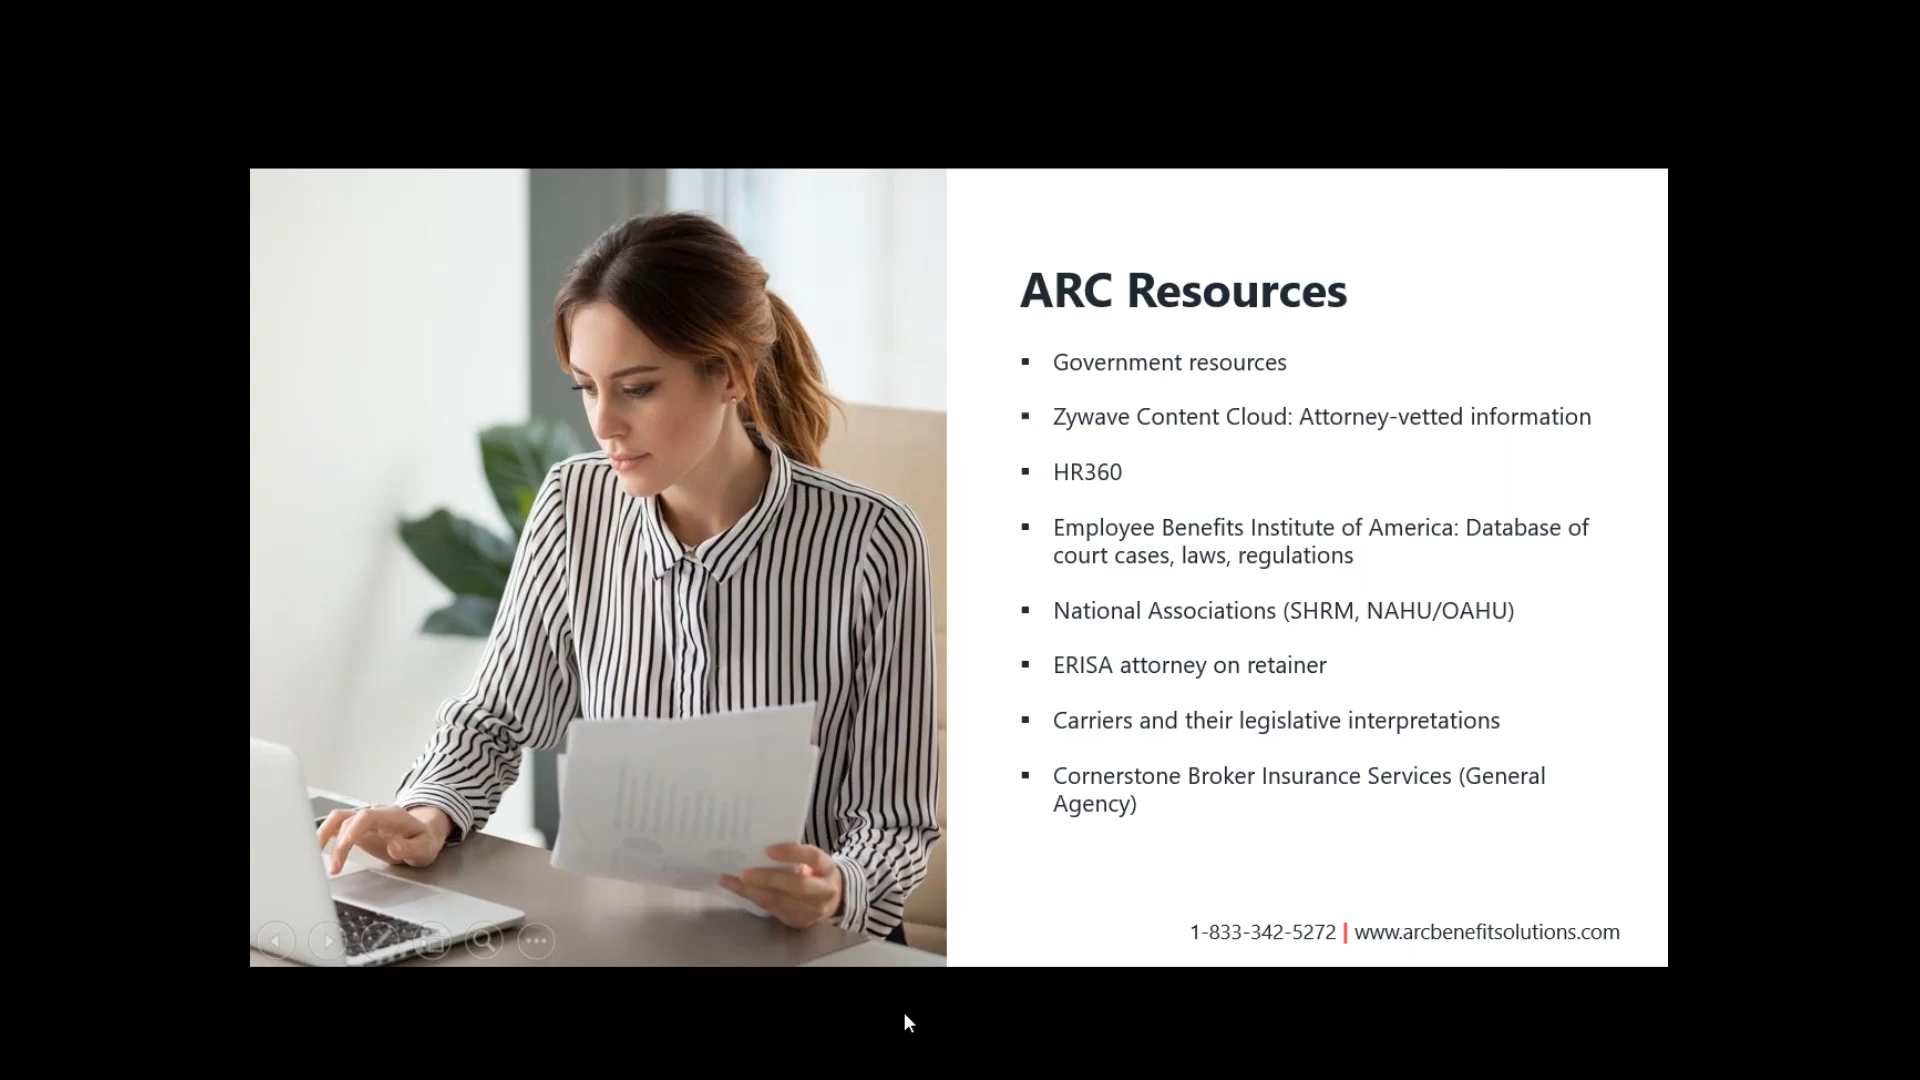 ARC Resources
Government resources
Zywave Content Cloud: Attorney-vetted information
HR360
Employee Benefits Institute of America: Database of
court cases, laws, regulations
National Associations (SHRM, NAHU/OAHU)
ERISA attorney on retainer
Carriers and their legislative interpretations
Cornerstone Broker Insurance Services (General
Agency)
1-833-342-5272 | www.arcbenefitsolutions.com